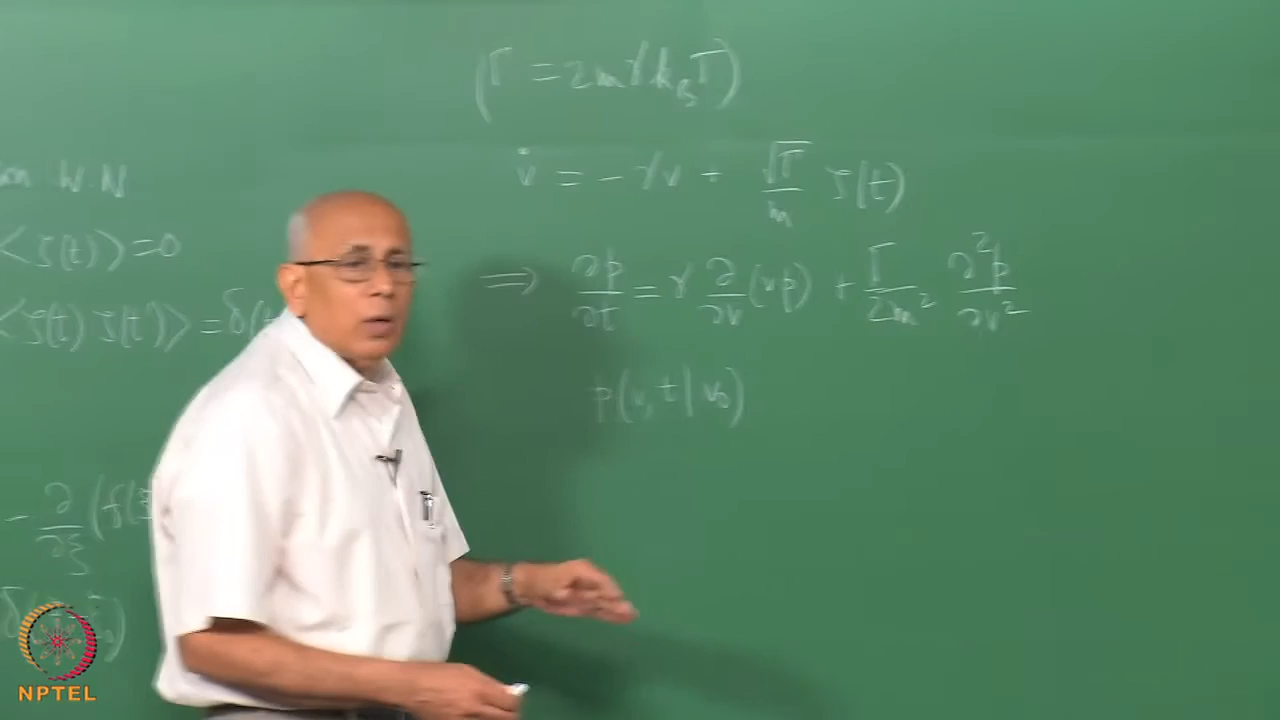 (Γ = 2mγk_BT)
W.N
v̇ = -γv + √Γ/m ζ(t)
<ζ(t)> = 0
⟹ ∂p/∂t = γ ∂/∂v (vp) + Γ/2m² ∂²p/∂v²
<ζ(t) ζ(t')> = δ(t
p(v, t | v₀)
- ∂/∂ξ (f(ξ
NPTEL